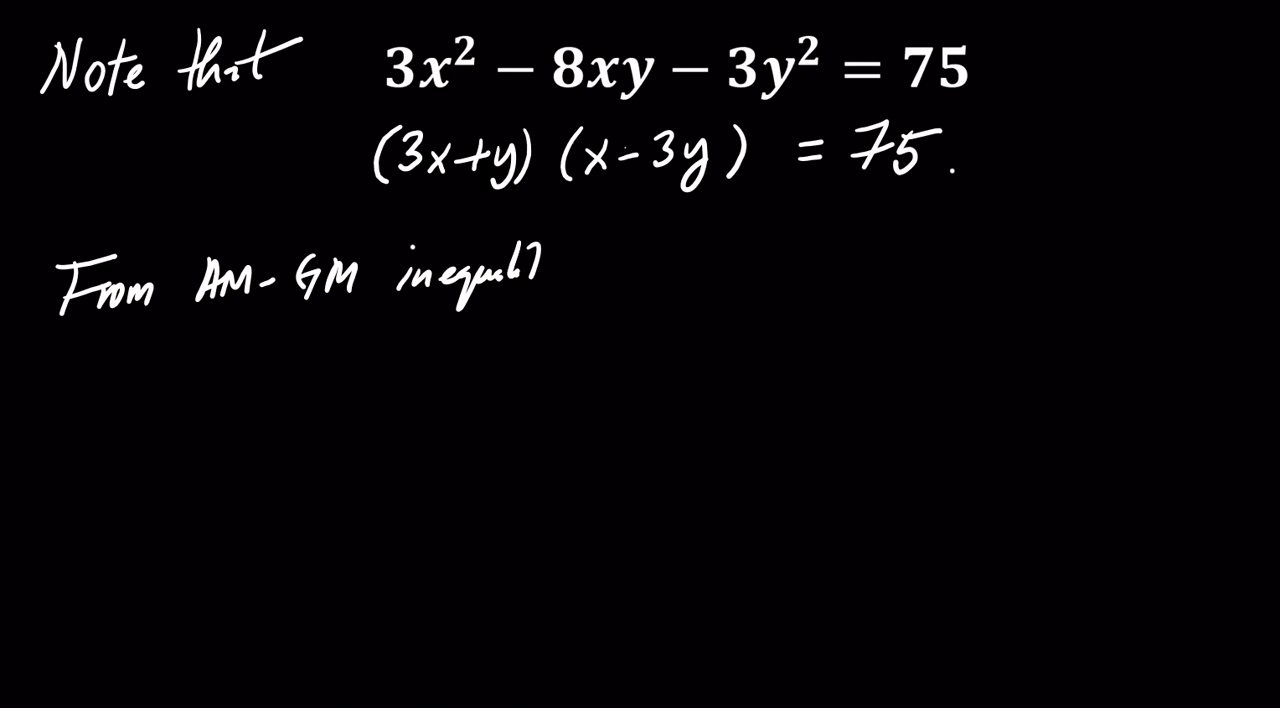 Note that 3x² − 8xy − 3y² = 75
(3x+y) (x-3y) = 75.
From AM-GM